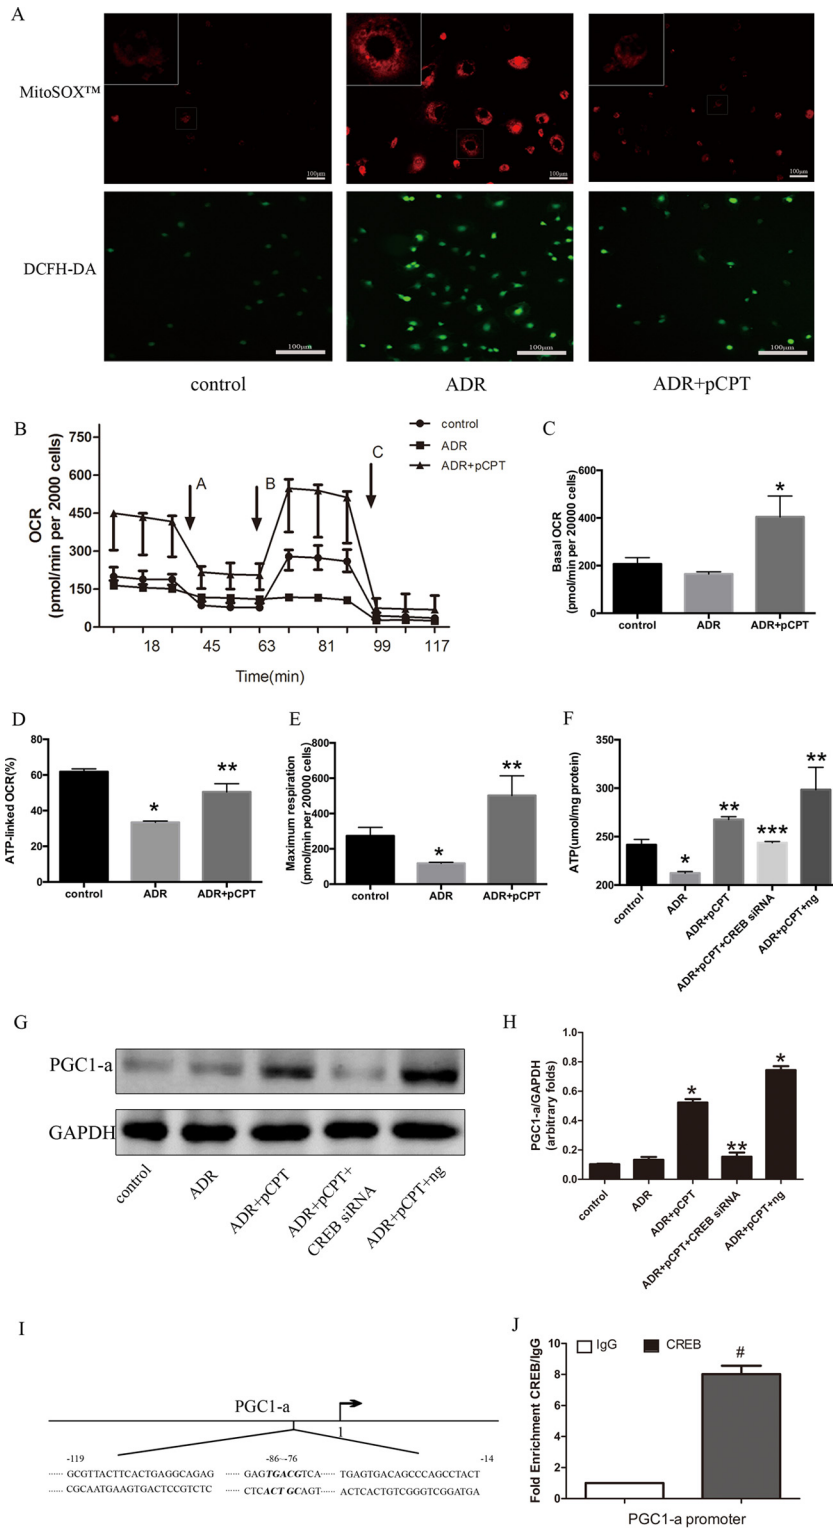 A
MitoSOX™
100μm
100μm
100μm
DCFH-DA
100μm
100μm
100μm
control
ADR
ADR+pCPT
B
OCR
(pmol/min per 2000 cells)
750
600
450
300
150
0
A
B
C
control
ADR
ADR+pCPT
18
45
63
81
99
117
Time(min)
C
Basal OCR
(pmol/min per 20000 cells)
600
400
200
0
*
control
ADR
ADR+pCPT
D
ATP-linked OCR(%)
80
60
40
20
0
*
**
control
ADR
ADR+pCPT
E
Maximum respiration
(pmol/min per 20000 cells)
800
600
400
200
0
*
**
control
ADR
ADR+pCPT
F
ATP(umol/mg protein)
350
300
250
200
*
**
***
**
control
ADR
ADR+pCPT
ADR+pCPT+CREB siRNA
ADR+pCPT+ng
G
PGC1-a
GAPDH
control
ADR
ADR+pCPT
ADR+pCPT+
CREB siRNA
ADR+pCPT+ng
H
PGC1-a/GAPDH
(arbitrary folds)
1.0
0.8
0.6
0.4
0.2
0.0
*
**
*
control
ADR
ADR+pCPT
ADR+pCPT+CREB siRNA
ADR+pCPT+ng
I
PGC1-a
1
-119
-86~-76
-14
······ GCGTTACTTCACTGAGGCAGAG ······ GAGTGACGTCA ······ TGAGTGACAGCCCAGCCTACT
······ CGCAATGAAGTGACTCCGTCTC ······ CTCACT GCAGT ······ ACTCACTGTCGGGTCGGATGA
J
Fold Enrichment CREB/IgG
10
8
6
4
2
0
IgG
CREB
#
PGC1-a promoter